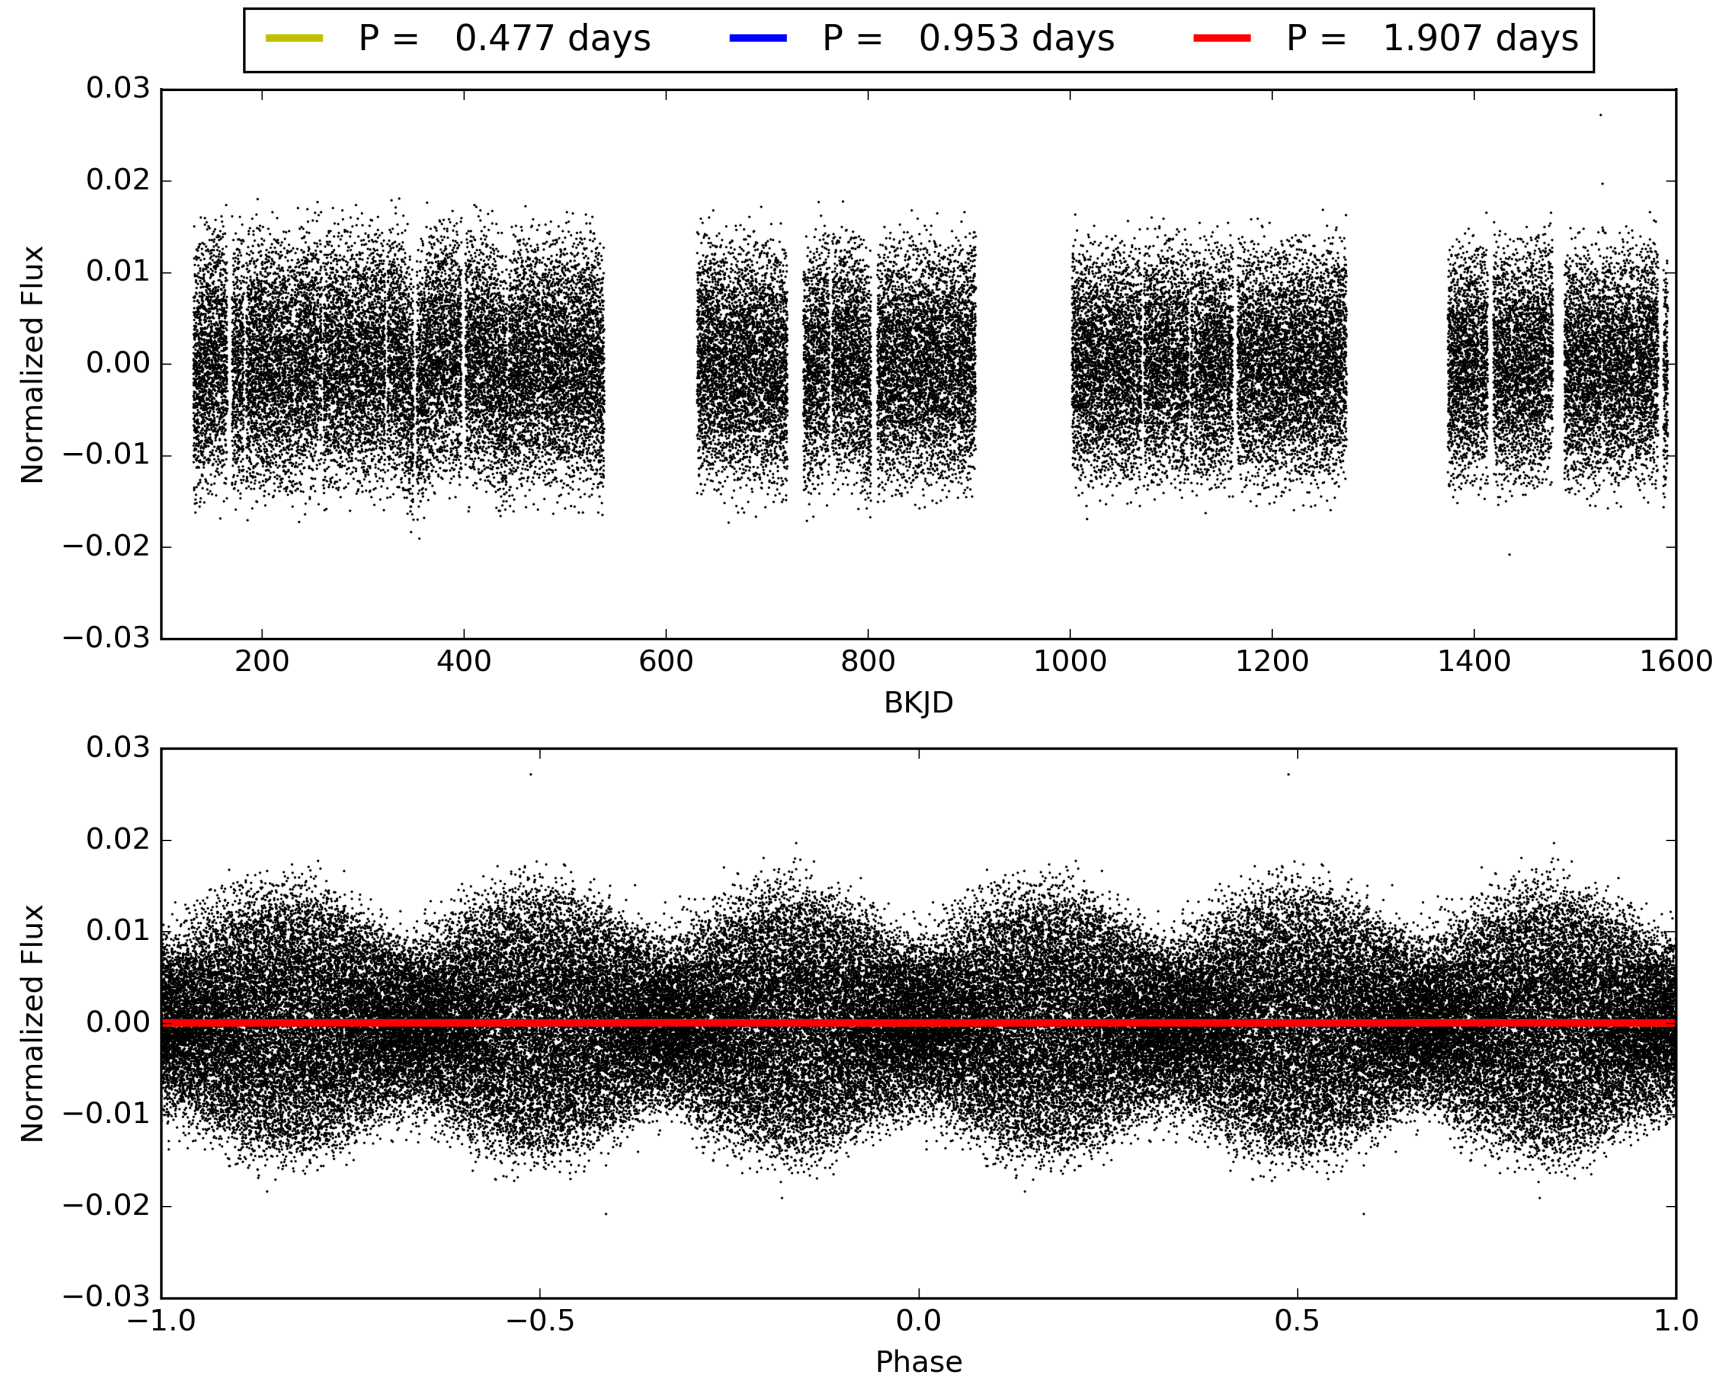 P = 0.477 days P = 0.953 days P = 1.907 days
0.03
0.02
0.01
0.00
−0.01
−0.02
−0.03
Normalized Flux
200 400 600 800 1000 1200 1400 1600
BKJD
0.03
0.02
0.01
0.00
−0.01
−0.02
−0.03
Normalized Flux
−1.0 −0.5 0.0 0.5 1.0
Phase